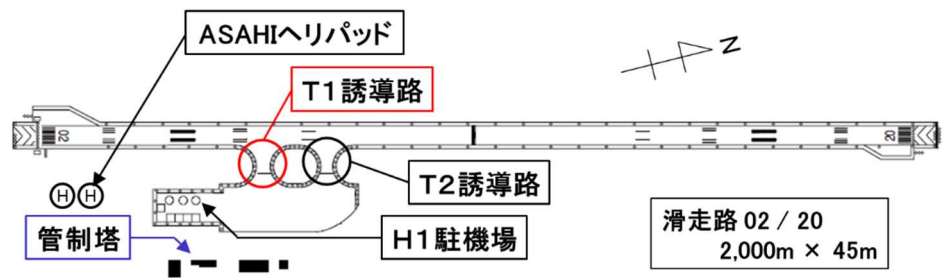 ASAHIヘリパッド
N
T1誘導路
02
20
T2誘導路
H H
管制塔
H1駐機場
滑走路 02 / 20
2,000m × 45m